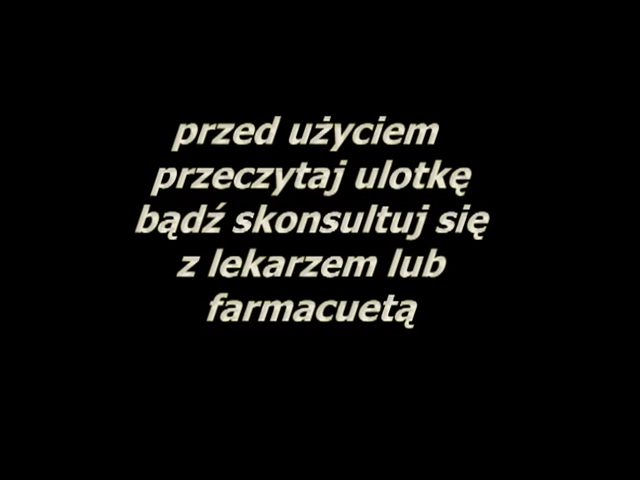 przed użyciem
przeczytaj ulotkę
bądź skonsultuj się
z lekarzem lub
farmacuetą